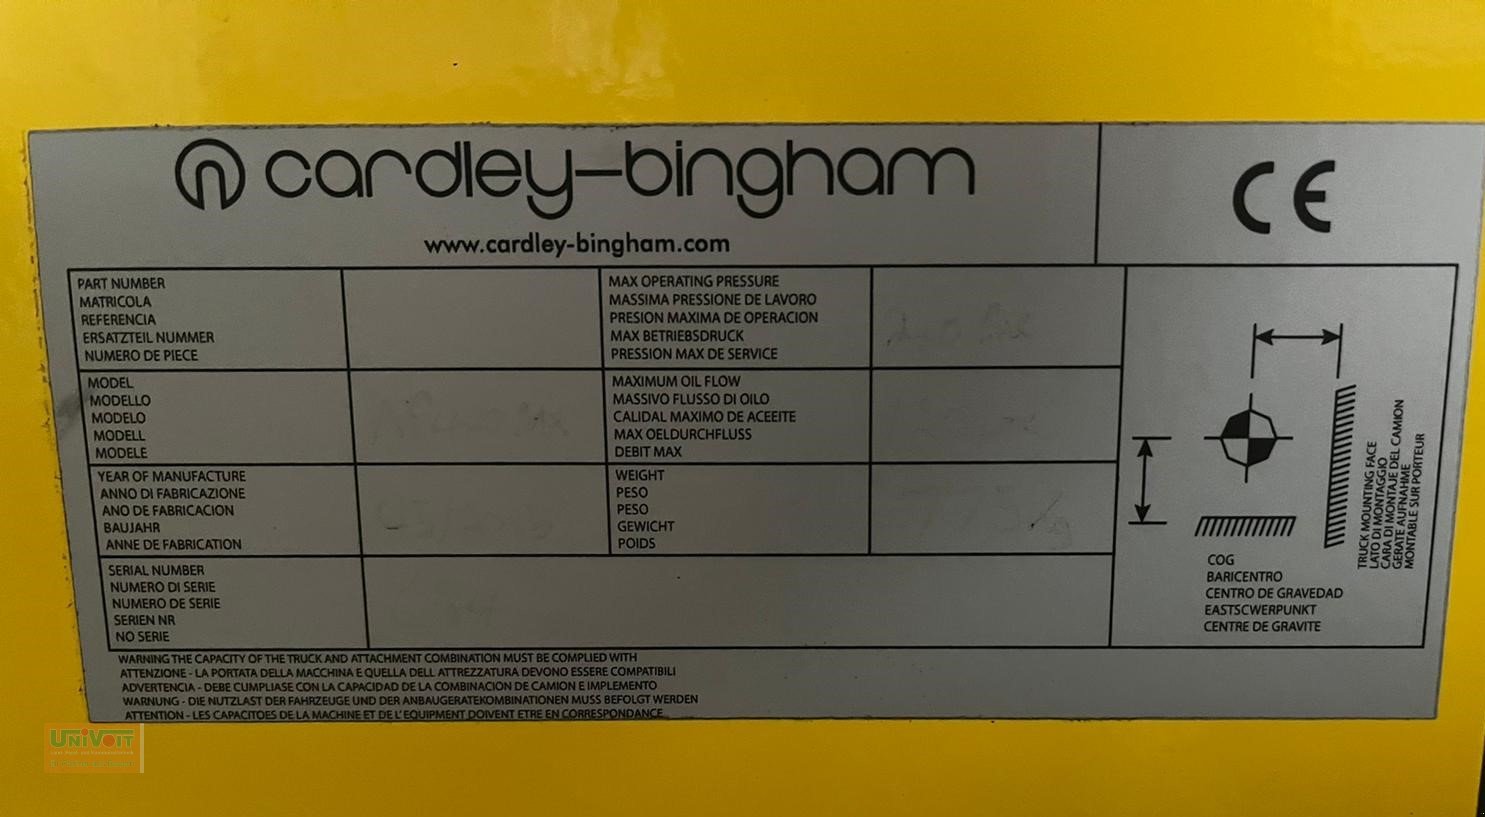 cardley-bingham
www.cardley-bingham.com
CE
PART NUMBER
MATRICOLA
REFERENCIA
ERSATZTEIL NUMMER
NUMERO DE PIECE
MAX OPERATING PRESSURE
MASSIMA PRESSIONE DE LAVORO
PRESION MAXIMA DE OPERACION
MAX BETRIEBSDRUCK
PRESSION MAX DE SERVICE
MODEL
MODELLO
MODELO
MODELL
MODELE
MAXIMUM OIL FLOW
MASSIVO FLUSSO DI OILO
CALIDAL MAXIMO DE ACEEITE
MAX OELDURCHFLUSS
DEBIT MAX
YEAR OF MANUFACTURE
ANNO DI FABRICAZIONE
ANO DE FABRICACION
BAUJAHR
ANNE DE FABRICATION
WEIGHT
PESO
PESO
GEWICHT
POIDS
SERIAL NUMBER
NUMERO DI SERIE
NUMERO DE SERIE
SERIEN NR
NO SERIE
TRUCK MOUNTING FACE
LATO DI MONTAGGIO
CARA DI MONTAJE DEL CAMION
GERATE AUFNAHME
MONTABLE SUR PORTEUR
COG
BARICENTRO
CENTRO DE GRAVEDAD
EASTSCWERPUNKT
CENTRE DE GRAVITE
WARNING THE CAPACITY OF THE TRUCK AND ATTACHMENT COMBINATION MUST BE COMPLIED WITH
ATTENZIONE - LA PORTATA DELLA MACCHINA E QUELLA DELL ATTREZZATURA DEVONO ESSERE COMPATIBILI
ADVERTENCIA - DEBE CUMPLIASE CON LA CAPACIDAD DE LA COMBINACION DE CAMION E IMPLEMENTO
WARNUNG - DIE NUTZLAST DER FAHRZEUGE UND DER ANBAUGERATEKOMBINATIONEN MUSS BEFOLGT WERDEN
ATTENTION - LES CAPACITOES DE LA MACHINE ET DE L'EQUIPMENT DOIVENT ETRE EN CORRESPONDANCE
UNIVOIT